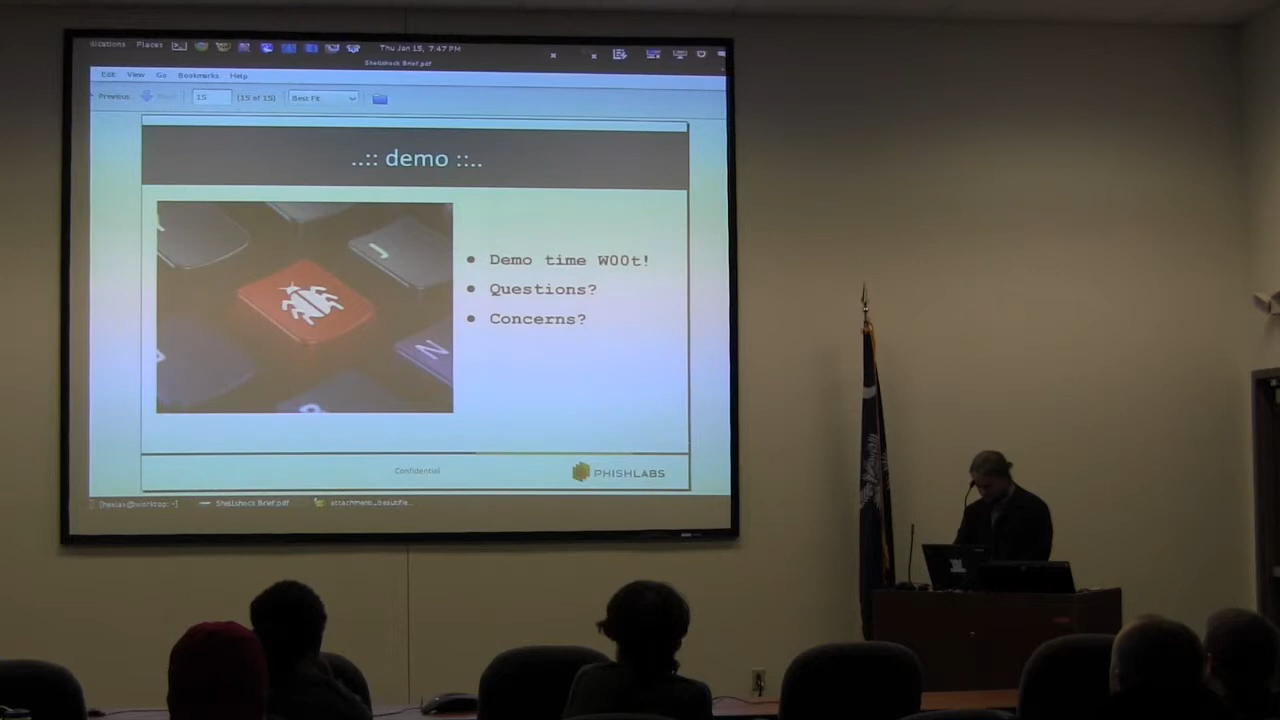 Places
Thu Jan 15, 7:47 PM
Shellshock Brief.pdf
Edit View Go Bookmarks Help
Previous 15 (15 of 15) Best Fit
..:: demo ::..
• Demo time W00t!
• Questions?
• Concerns?
N
Confidential
PHISHLABS
Shellshock Brief.pdf